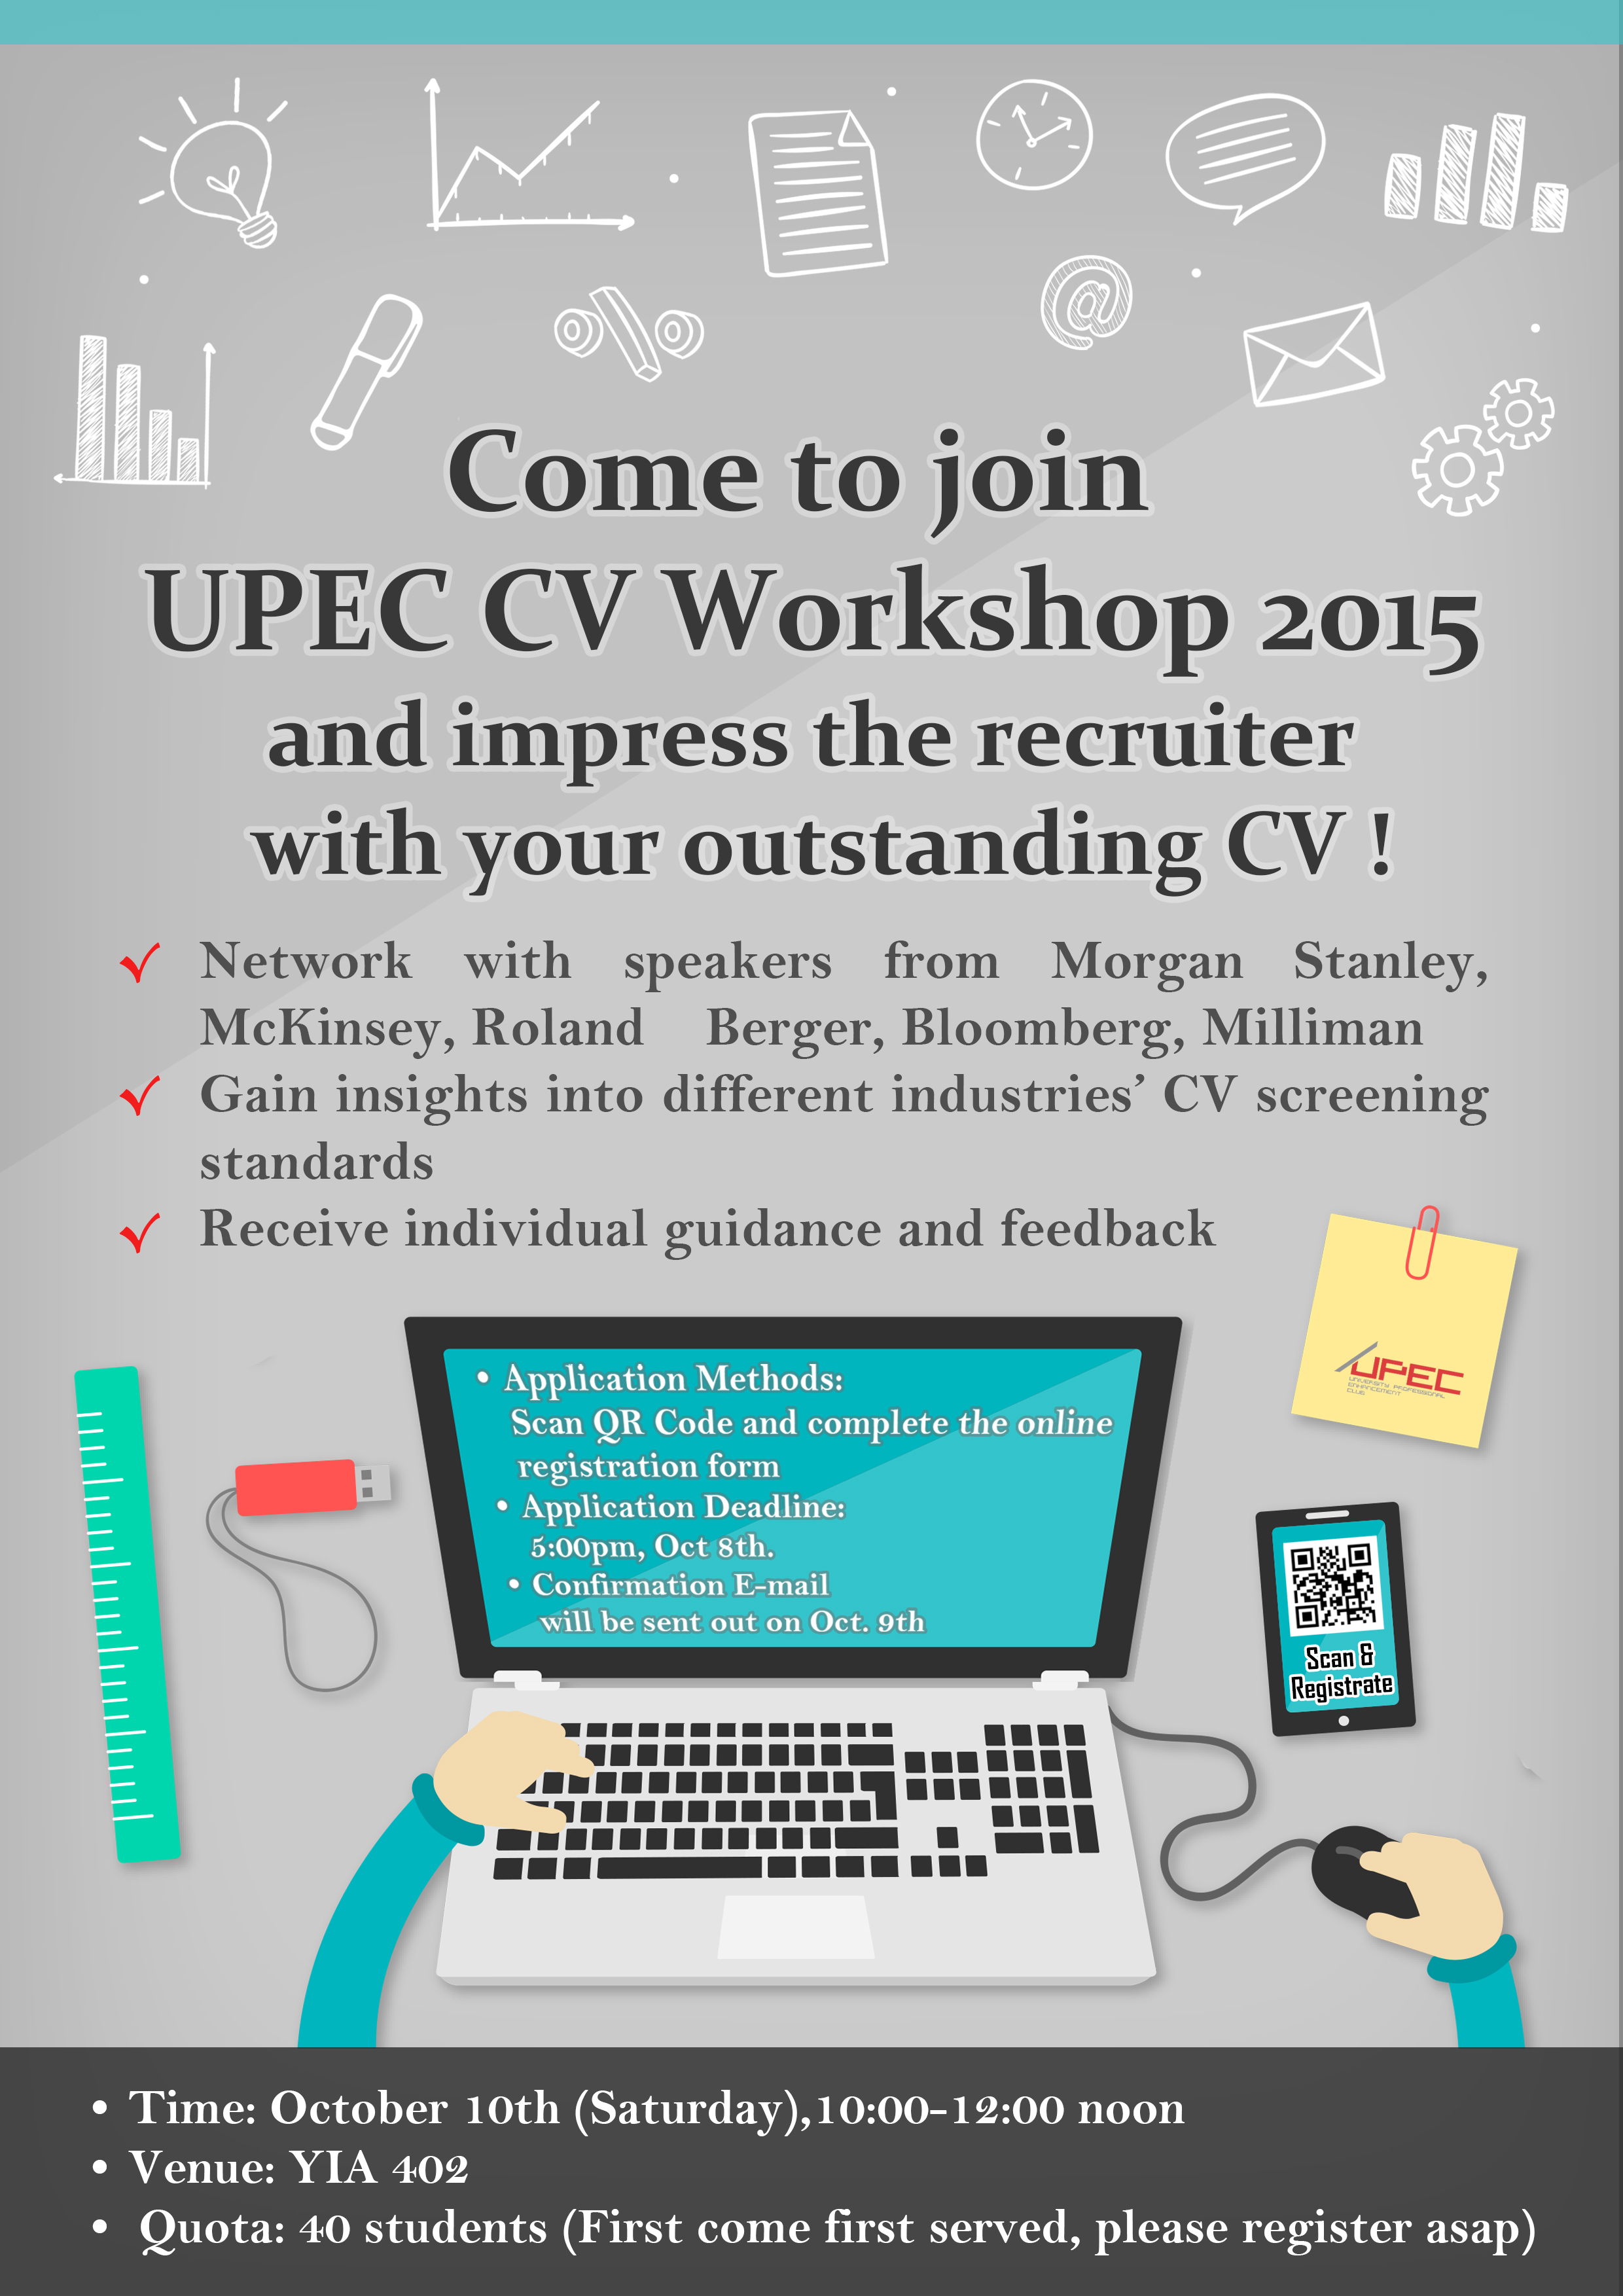 Come to join
UPEC CV Workshop 2015
and impress the recruiter
with your outstanding CV !
Network with speakers from Morgan Stanley,
McKinsey, Roland Berger, Bloomberg, Milliman
Gain insights into different industries’ CV screening
standards
Receive individual guidance and feedback
UPEC
UNIVERSITY PROFESSIONAL
ENHANCEMENT
CLUB
• Application Methods:
Scan QR Code and complete the online
registration form
• Application Deadline:
5:00pm, Oct 8th.
• Confirmation E-mail
will be sent out on Oct. 9th
Scan &
Registrate
• Time: October 10th (Saturday),10:00-12:00 noon
• Venue: YIA 402
• Quota: 40 students (First come first served, please register asap)